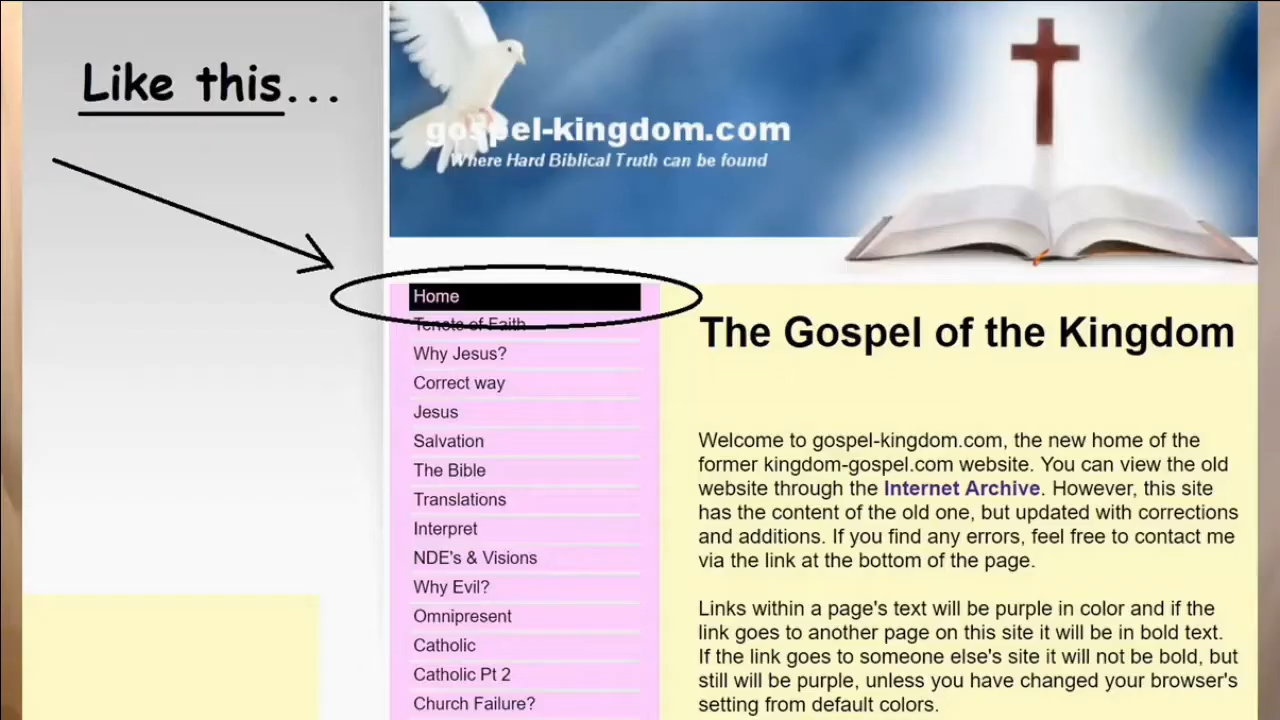 Like this...
gospel-kingdom.com
Where Hard Biblical Truth can be found
Home
Tenets of Faith
Why Jesus?
Correct way
Jesus
Salvation
The Bible
Translations
Interpret
NDE's & Visions
Why Evil?
Omnipresent
Catholic
Catholic Pt 2
Church Failure?
The Gospel of the Kingdom
Welcome to gospel-kingdom.com, the new home of the
former kingdom-gospel.com website. You can view the old
website through the Internet Archive. However, this site
has the content of the old one, but updated with corrections
and additions. If you find any errors, feel free to contact me
via the link at the bottom of the page.
Links within a page's text will be purple in color and if the
link goes to another page on this site it will be in bold text.
If the link goes to someone else's site it will not be bold, but
still will be purple, unless you have changed your browser's
setting from default colors.